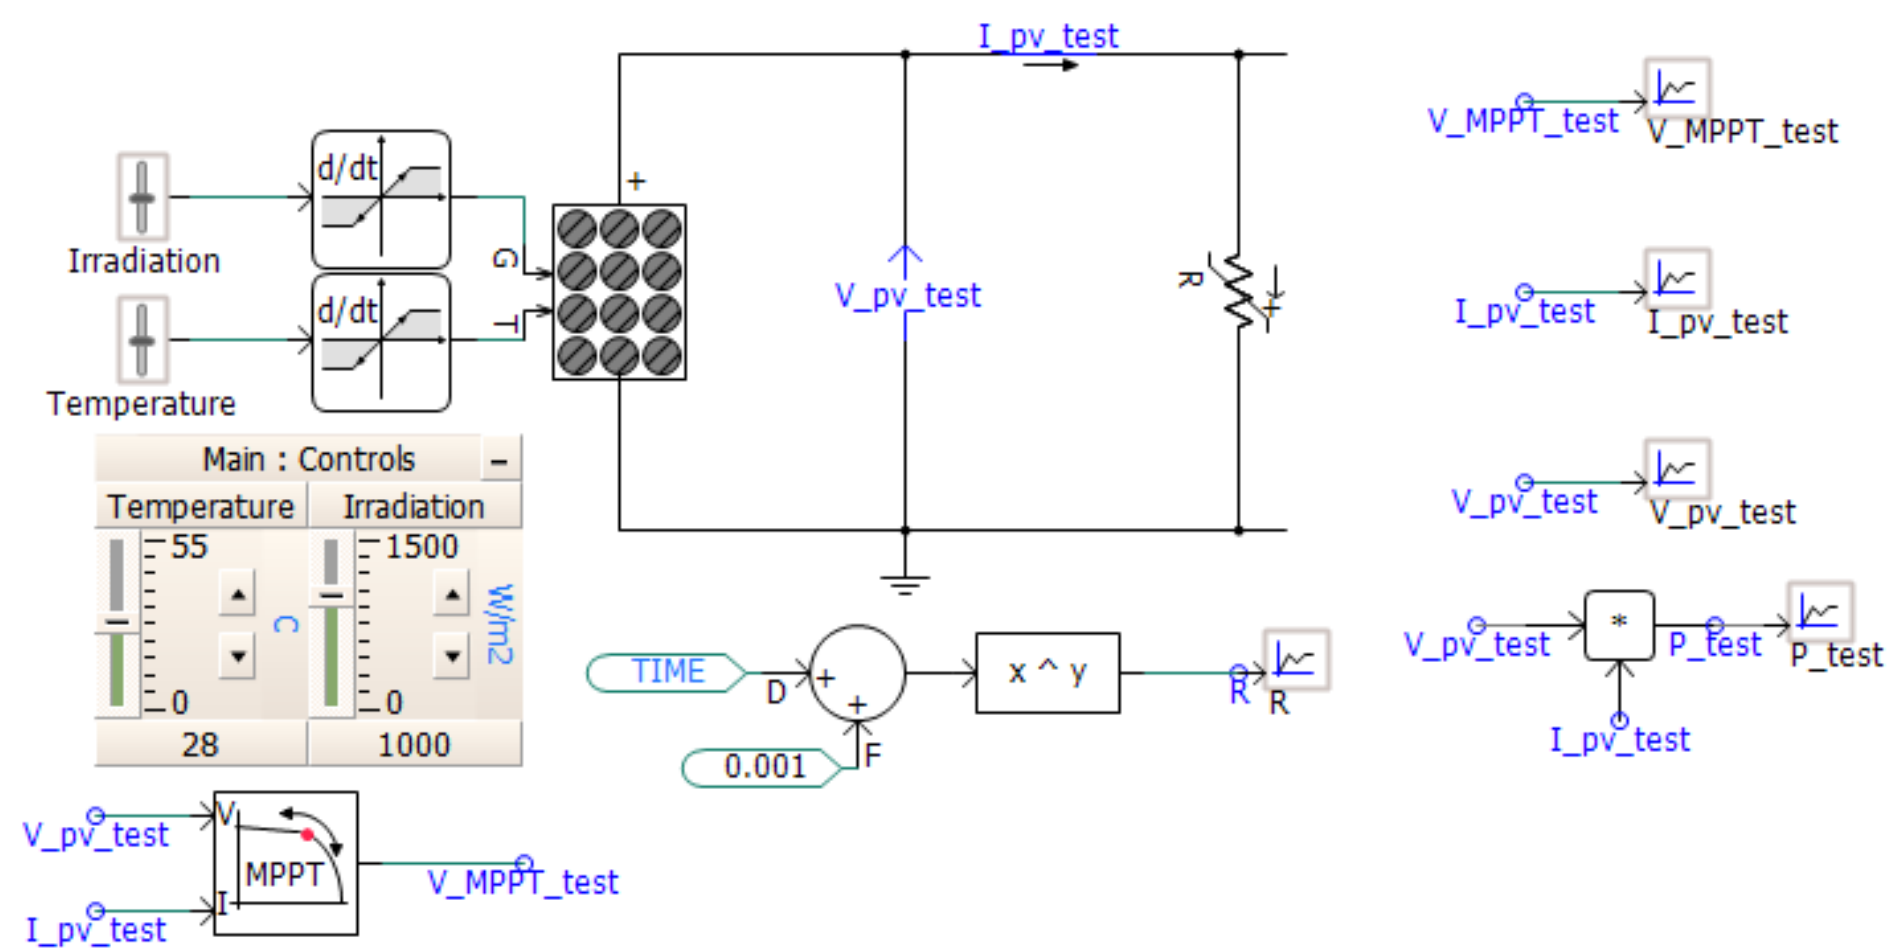 I_pv_test
V_MPPT_test
V_MPPT_test
d/dt
+
Irradiation
G
d/dt
T
Temperature
V_pv_test
R
+
I_pv_test
I_pv_test
Main : Controls
–
Temperature
Irradiation
55
0
C
28
1500
0
W/m2
1000
V_pv_test
V_pv_test
TIME
D
+
+
F
0.001
x ^ y
R
R
V_pv_test
*
P_test
P_test
I_pv_test
V_pv_test
V
I
MPPT
I_pv_test
V_MPPT_test